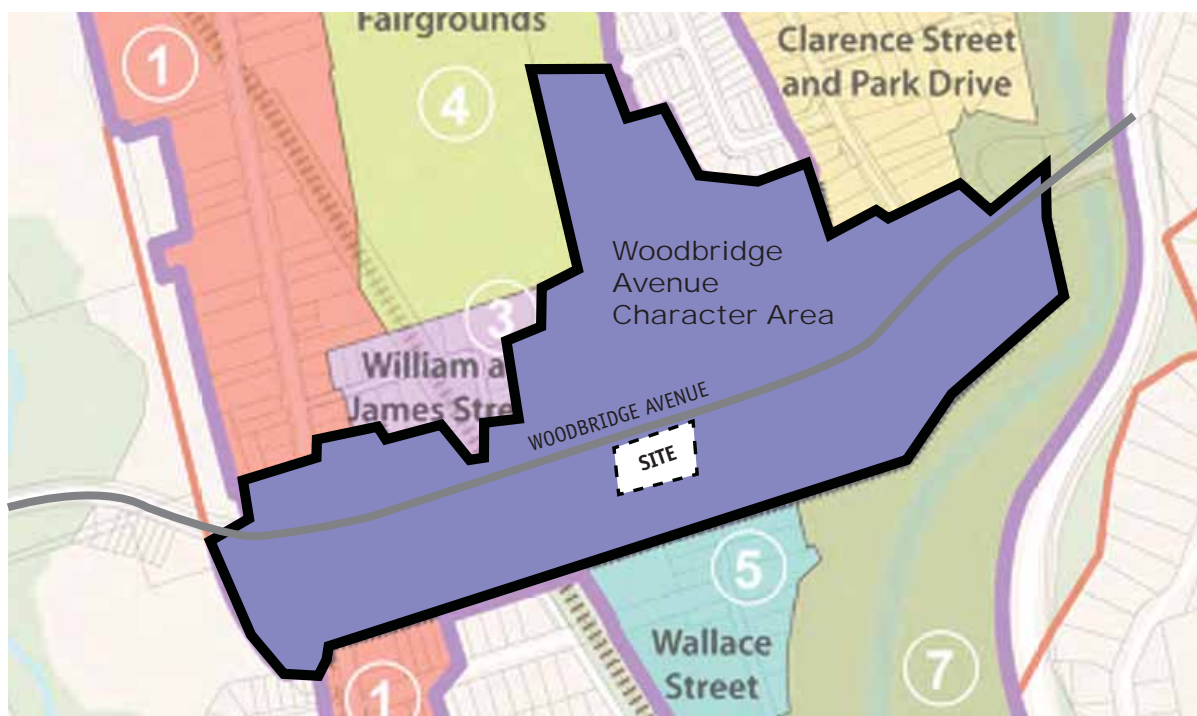 Fairgrounds
1
4
Clarence Street
and Park Drive
Woodbridge
Avenue
Character Area
3
William a
James Stre
WOODBRIDGE AVENUE
SITE
5
Wallace
Street
7
1